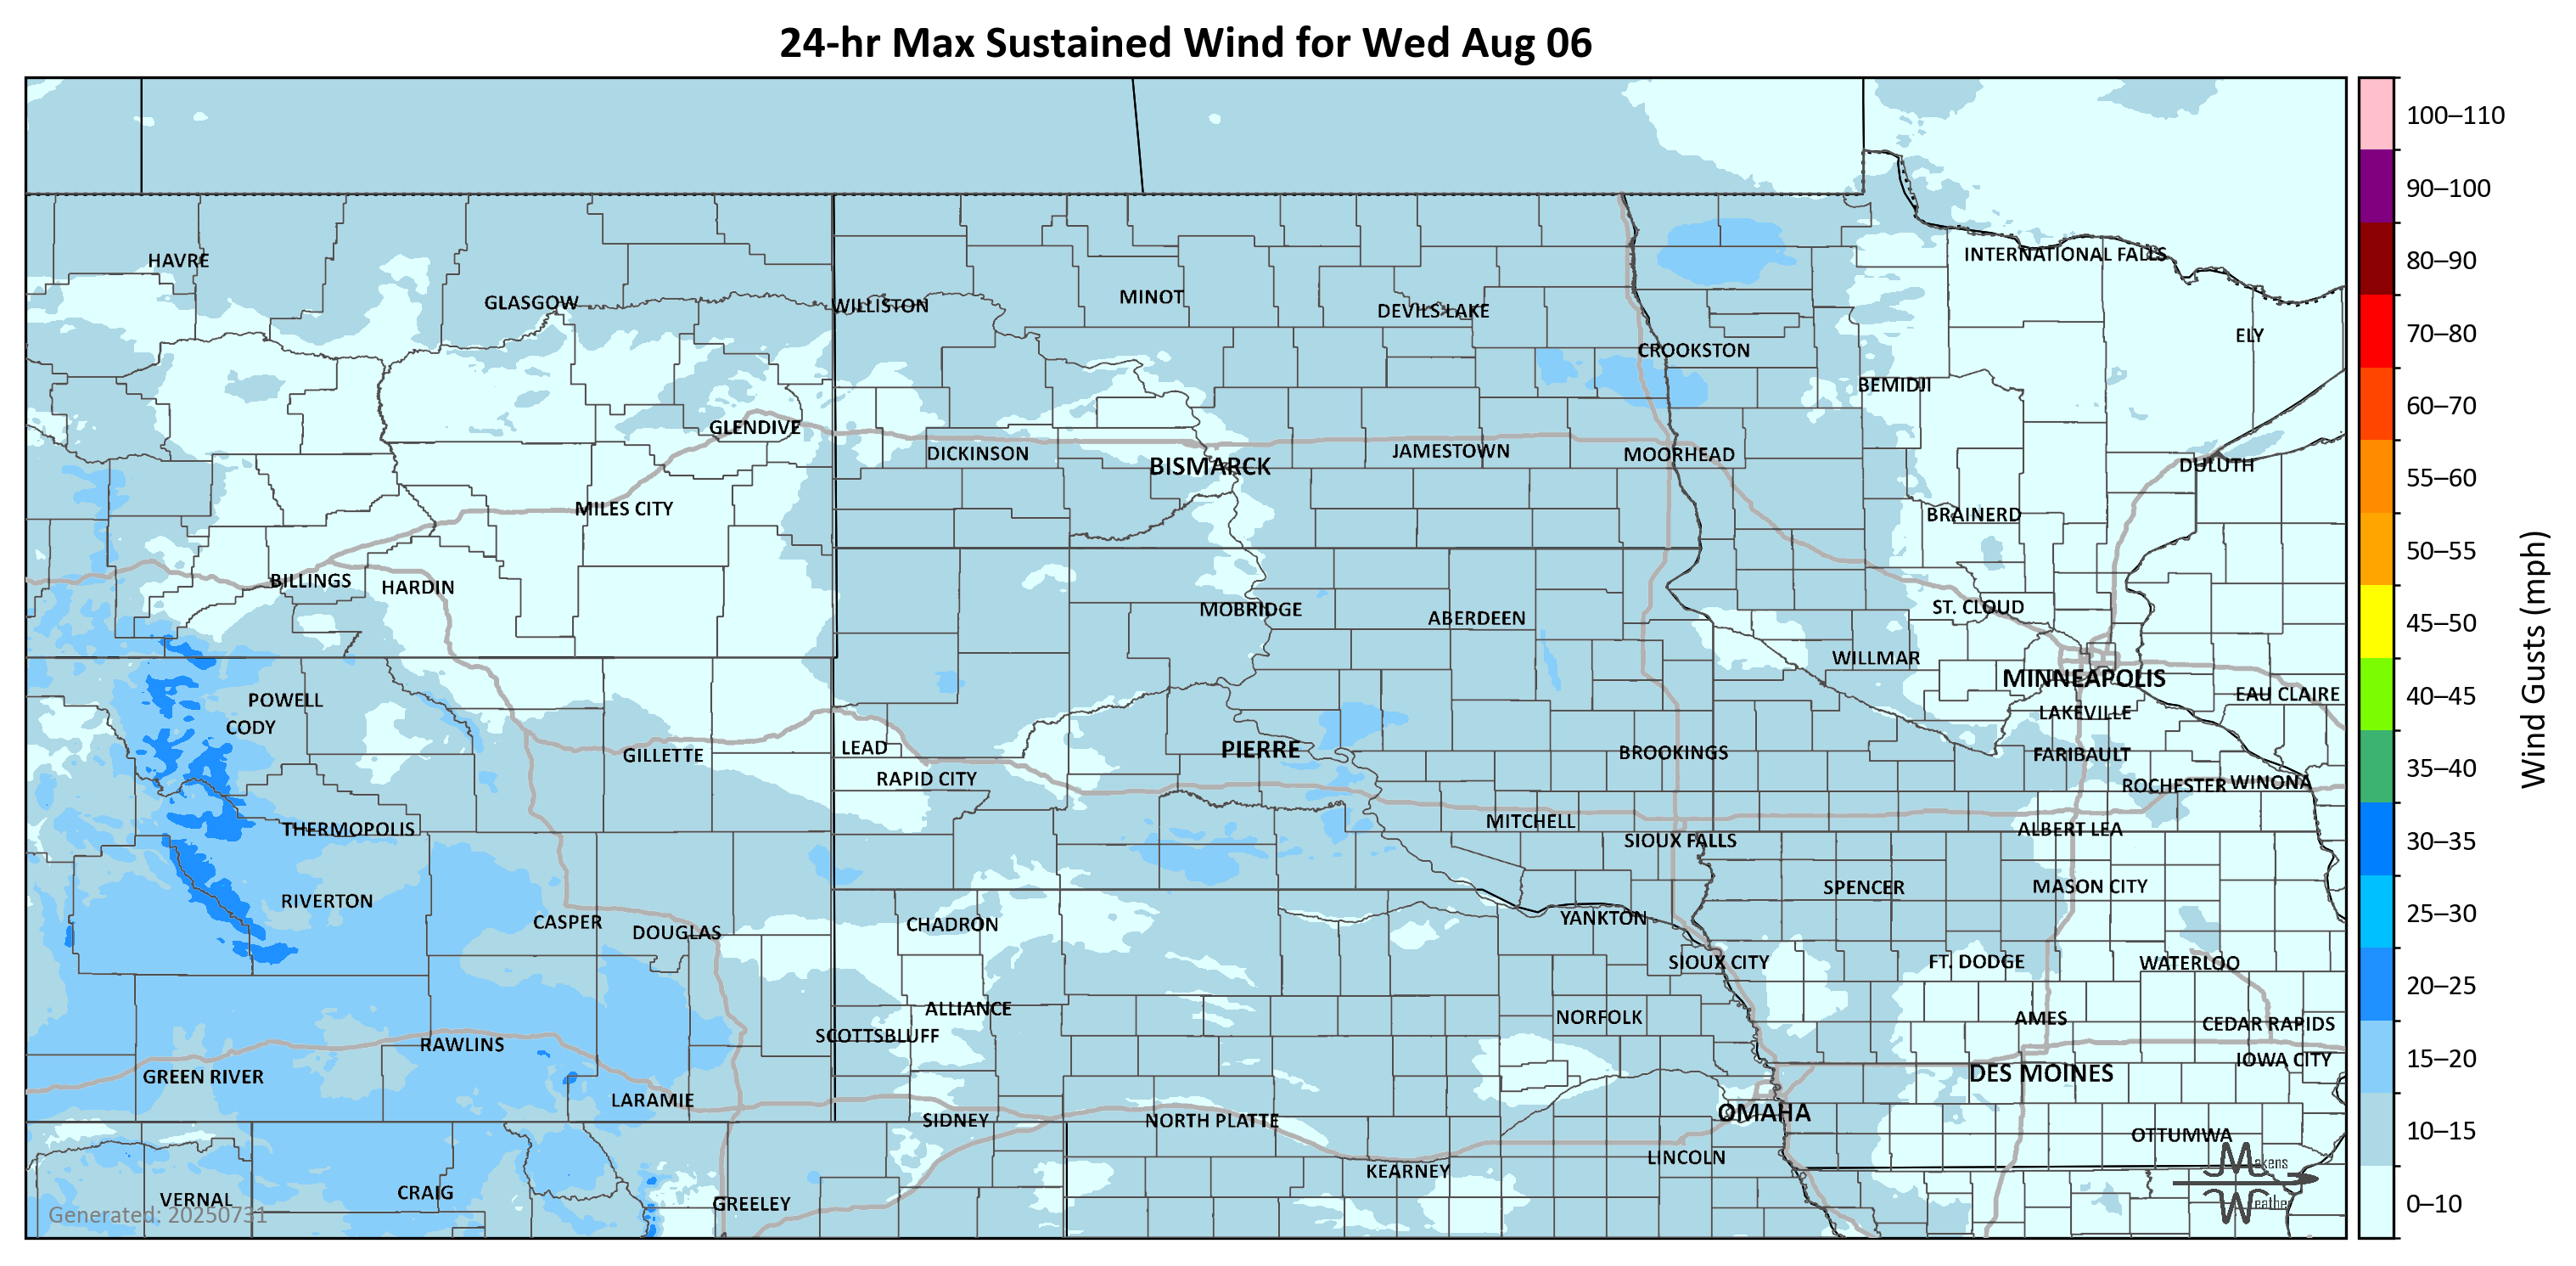 24-hr Max Sustained Wind for Wed Aug 06
100–110
90–100
80–90
70–80
60–70
55–60
50–55
45–50
40–45
35–40
30–35
25–30
20–25
15–20
10–15
0–10
Wind Gusts (mph)
HAVRE
GLASGOW
WILLISTON
MINOT
DEVILS LAKE
INTERNATIONAL FALLS
ELY
CROOKSTON
BEMIDJI
GLENDIVE
DICKINSON
BISMARCK
JAMESTOWN
MOORHEAD
DULUTH
MILES CITY
BRAINERD
BILLINGS
HARDIN
MOBRIDGE
ABERDEEN
ST. CLOUD
WILLMAR
MINNEAPOLIS
EAU CLAIRE
POWELL
CODY
LAKEVILLE
GILLETTE
LEAD
PIERRE
BROOKINGS
FARIBAULT
RAPID CITY
ROCHESTER
WINONA
THERMOPOLIS
MITCHELL
SIOUX FALLS
ALBERT LEA
RIVERTON
SPENCER
MASON CITY
CASPER
DOUGLAS
CHADRON
YANKTON
SIOUX CITY
FT. DODGE
WATERLOO
ALLIANCE
NORFOLK
AMES
CEDAR RAPIDS
SCOTTSBLUFF
RAWLINS
IOWA CITY
GREEN RIVER
DES MOINES
LARAMIE
SIDNEY
NORTH PLATTE
OMAHA
OTTUMWA
LINCOLN
KEARNEY
VERNAL
CRAIG
GREELEY
Generated: 20250731
Makens
Weather